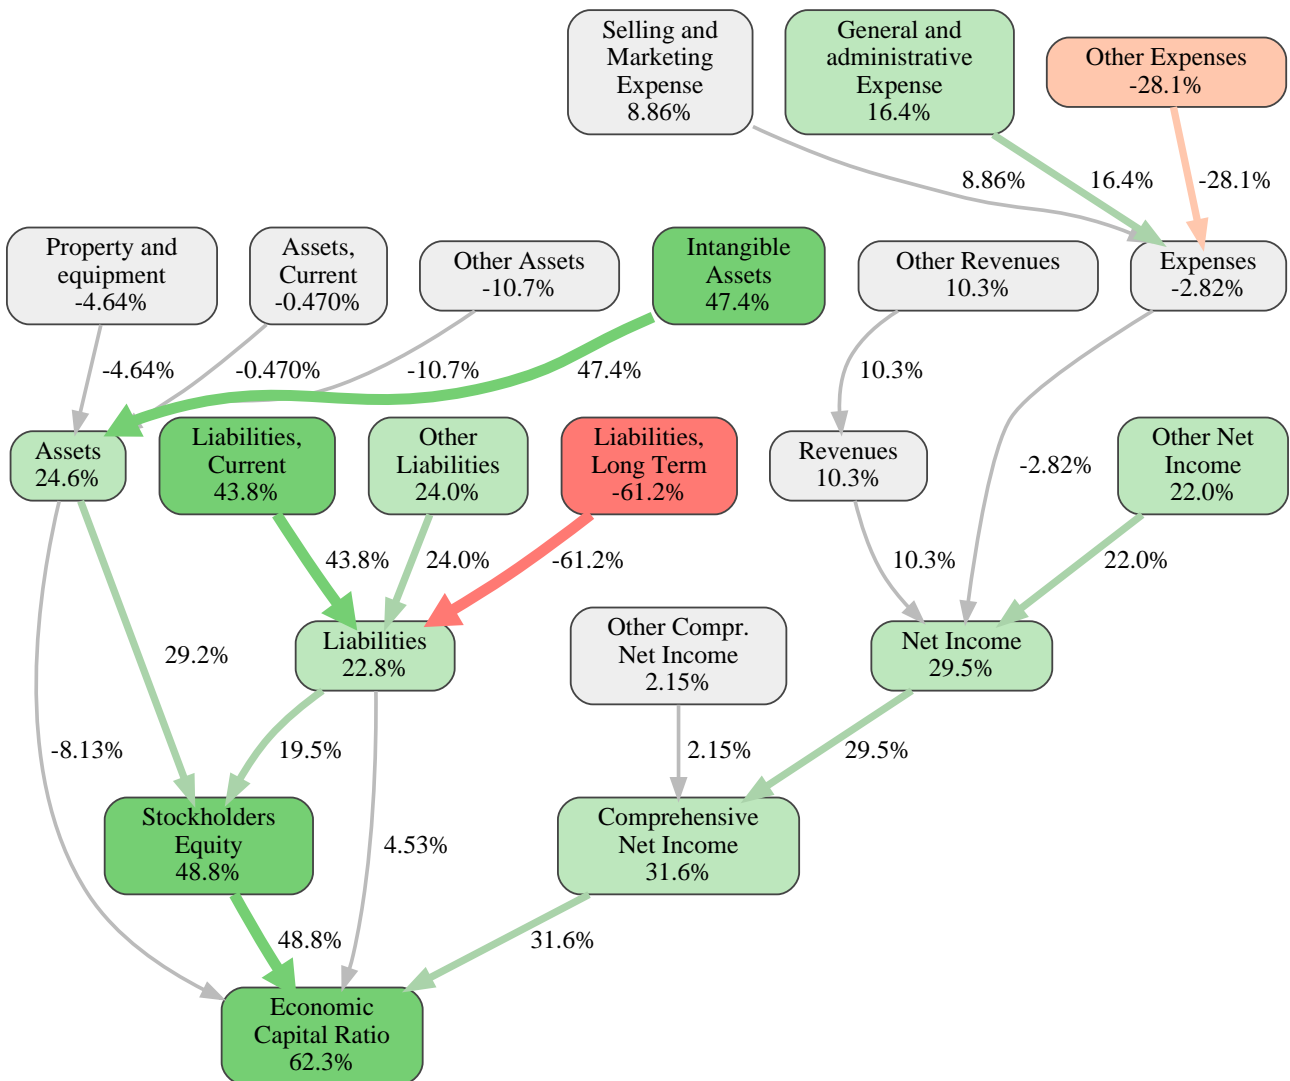 Selling and
Marketing
Expense
8.86%
General and
administrative
Expense
16.4%
Other Expenses
-28.1%
8.86%
16.4%
-28.1%
Property and
equipment
-4.64%
Assets,
Current
-0.470%
Other Assets
-10.7%
Intangible
Assets
47.4%
Other Revenues
10.3%
Expenses
-2.82%
-4.64%
-0.470%
-10.7%
47.4%
10.3%
Assets
24.6%
Liabilities,
Current
43.8%
Other
Liabilities
24.0%
Liabilities,
Long Term
-61.2%
Revenues
10.3%
-2.82%
Other Net
Income
22.0%
43.8%
24.0%
-61.2%
10.3%
22.0%
29.2%
Liabilities
22.8%
Other Compr.
Net Income
2.15%
Net Income
29.5%
-8.13%
19.5%
2.15%
29.5%
Stockholders
Equity
48.8%
4.53%
Comprehensive
Net Income
31.6%
48.8%
31.6%
Economic
Capital Ratio
62.3%